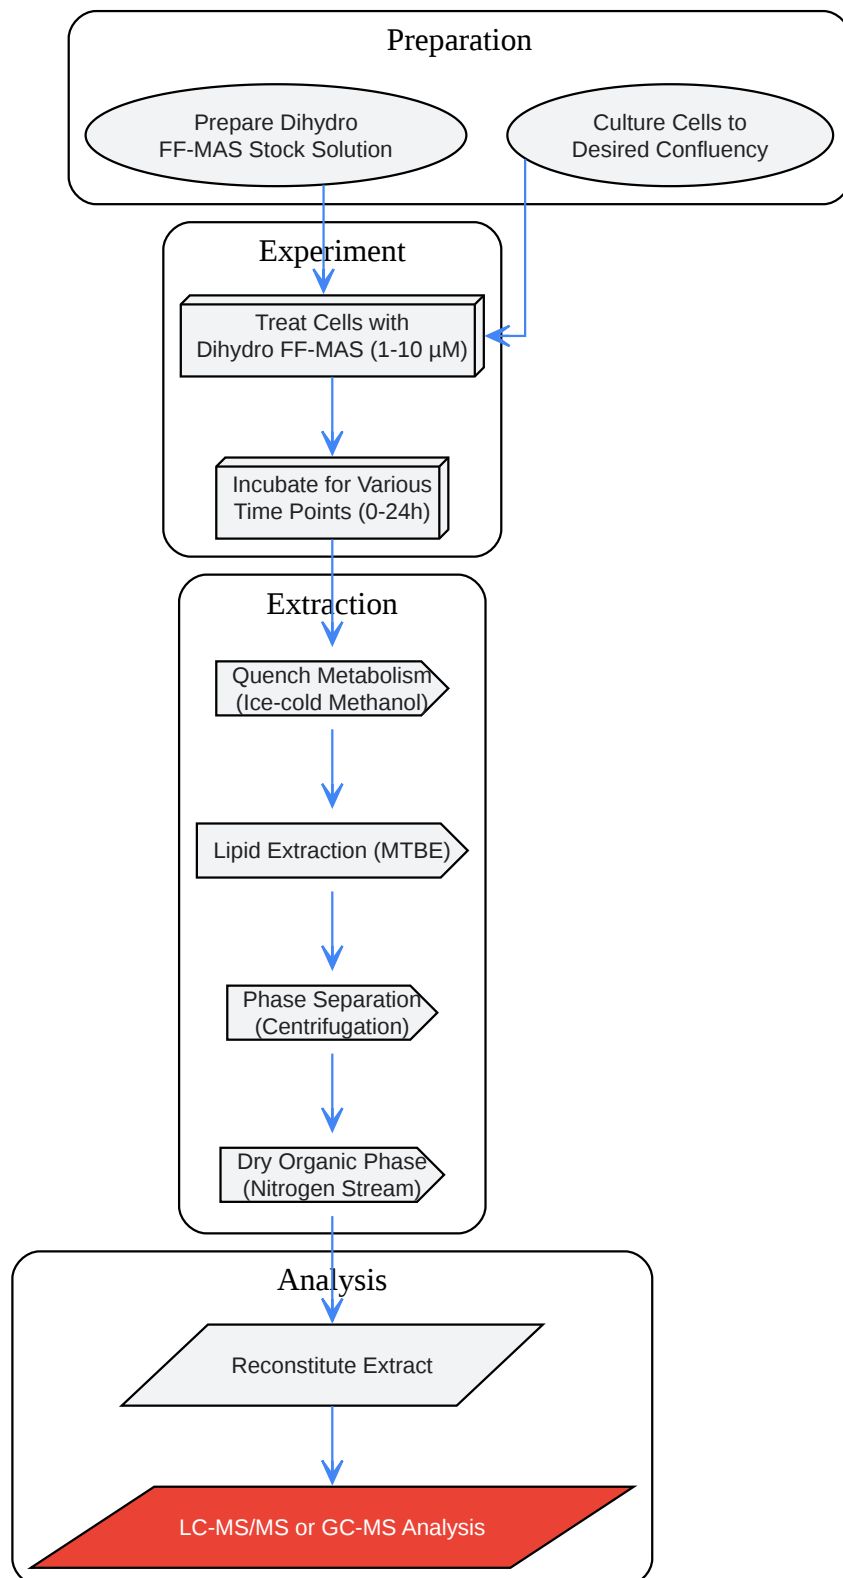 Preparation
Prepare Dihydro
FF-MAS Stock Solution
Culture Cells to
Desired Confluency
Experiment
Treat Cells with
Dihydro FF-MAS (1-10 µM)
Incubate for Various
Time Points (0-24h)
Extraction
Quench Metabolism
(Ice-cold Methanol)
Lipid Extraction (MTBE)
Phase Separation
(Centrifugation)
Dry Organic Phase
(Nitrogen Stream)
Analysis
Reconstitute Extract
LC-MS/MS or GC-MS Analysis